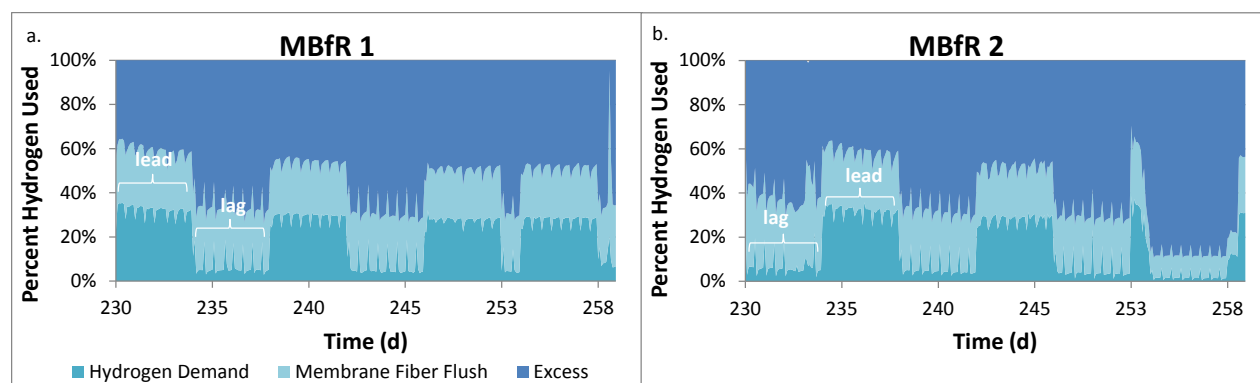 a.
MBfR 1
100%
80%
60%
40%
20%
0%
Percent Hydrogen Used
lead
lag
230 235 240 245 253 258
Time (d)
Hydrogen Demand Membrane Fiber Flush Excess
b.
MBfR 2
100%
80%
60%
40%
20%
0%
Percent Hydrogen Used
lag
lead
230 235 240 245 253 258
Time (d)